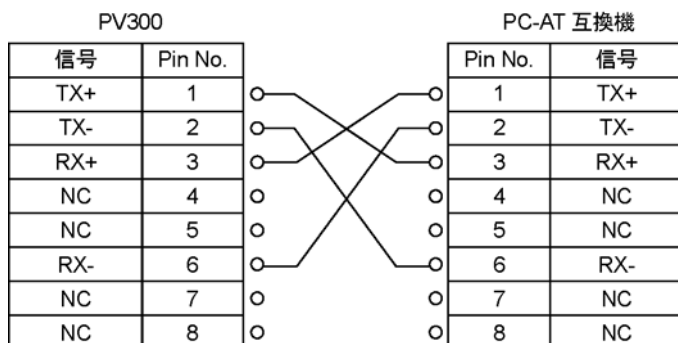 PV300 PC-AT 互換機
信号 Pin No. Pin No. 信号
TX+ 1 1 TX+
TX- 2 2 TX-
RX+ 3 3 RX+
NC 4 4 NC
NC 5 5 NC
RX- 6 6 RX-
NC 7 7 NC
NC 8 8 NC